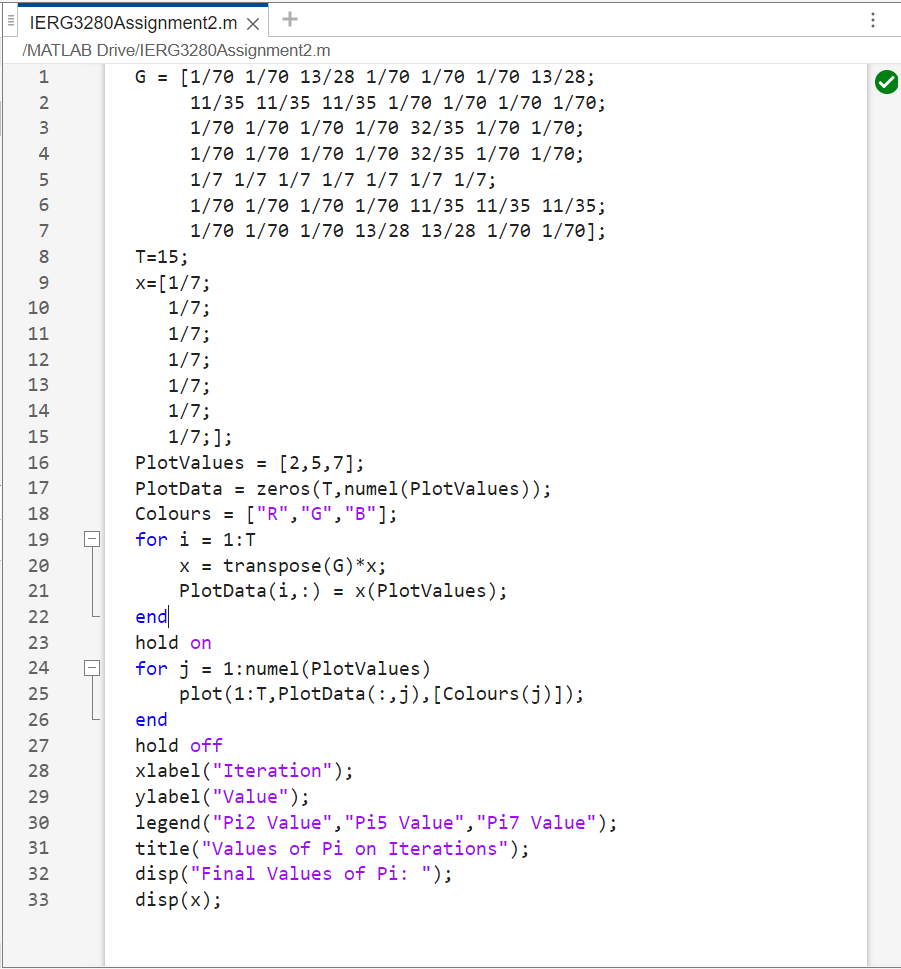 IERG3280Assignment2.m
/MATLAB Drive/IERG3280Assignment2.m
1 G = [1/70 1/70 13/28 1/70 1/70 1/70 13/28;
2 11/35 11/35 11/35 1/70 1/70 1/70 1/70;
3 1/70 1/70 1/70 1/70 32/35 1/70 1/70;
4 1/70 1/70 1/70 1/70 32/35 1/70 1/70;
5 1/7 1/7 1/7 1/7 1/7 1/7 1/7;
6 1/70 1/70 1/70 1/70 11/35 11/35 11/35;
7 1/70 1/70 1/70 13/28 13/28 1/70 1/70];
8 T=15;
9 x=[1/7;
10 1/7;
11 1/7;
12 1/7;
13 1/7;
14 1/7;
15 1/7;];
16 PlotValues = [2,5,7];
17 PlotData = zeros(T,numel(PlotValues));
18 Colours = ["R","G","B"];
19 for i = 1:T
20 x = transpose(G)*x;
21 PlotData(i,:) = x(PlotValues);
22 end
23 hold on
24 for j = 1:numel(PlotValues)
25 plot(1:T,PlotData(:,j),[Colours(j)]);
26 end
27 hold off
28 xlabel("Iteration");
29 ylabel("Value");
30 legend("Pi2 Value","Pi5 Value","Pi7 Value");
31 title("Values of Pi on Iterations");
32 disp("Final Values of Pi: ");
33 disp(x);